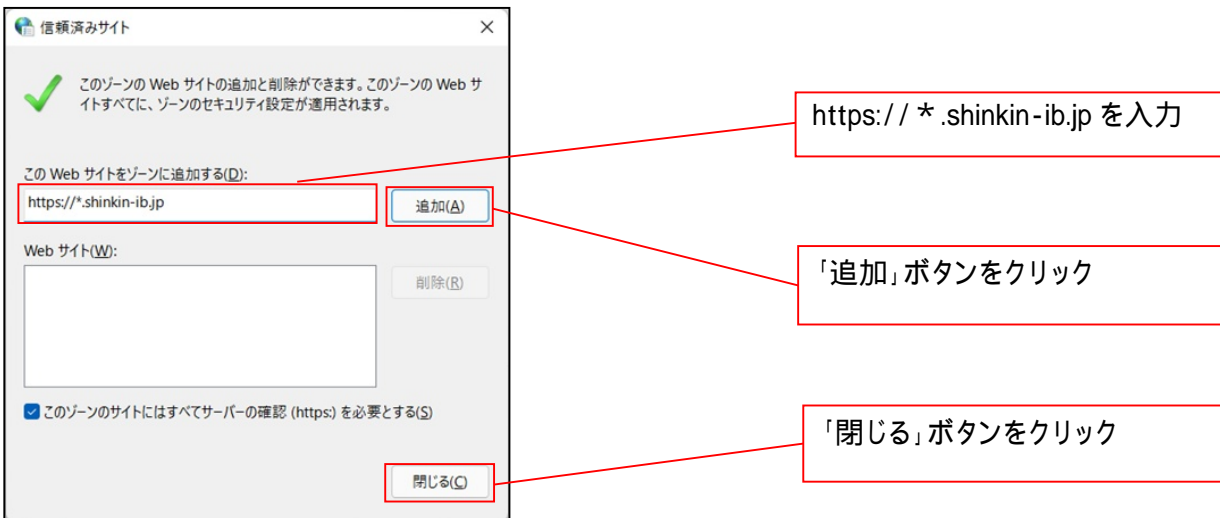 信頼済みサイト
このゾーンの Web サイトの追加と削除ができます。このゾーンの Web サ
イトすべてに、ゾーンのセキュリティ設定が適用されます。
https:// * .shinkin-ib.jp を入力
この Web サイトをゾーンに追加する(D):
https://*.shinkin-ib.jp
追加(A)
Web サイト(W):
「追加」ボタンをクリック
削除(R)
このゾーンのサイトにはすべてサーバーの確認 (https:) を必要とする(S)
「閉じる」ボタンをクリック
閉じる(C)